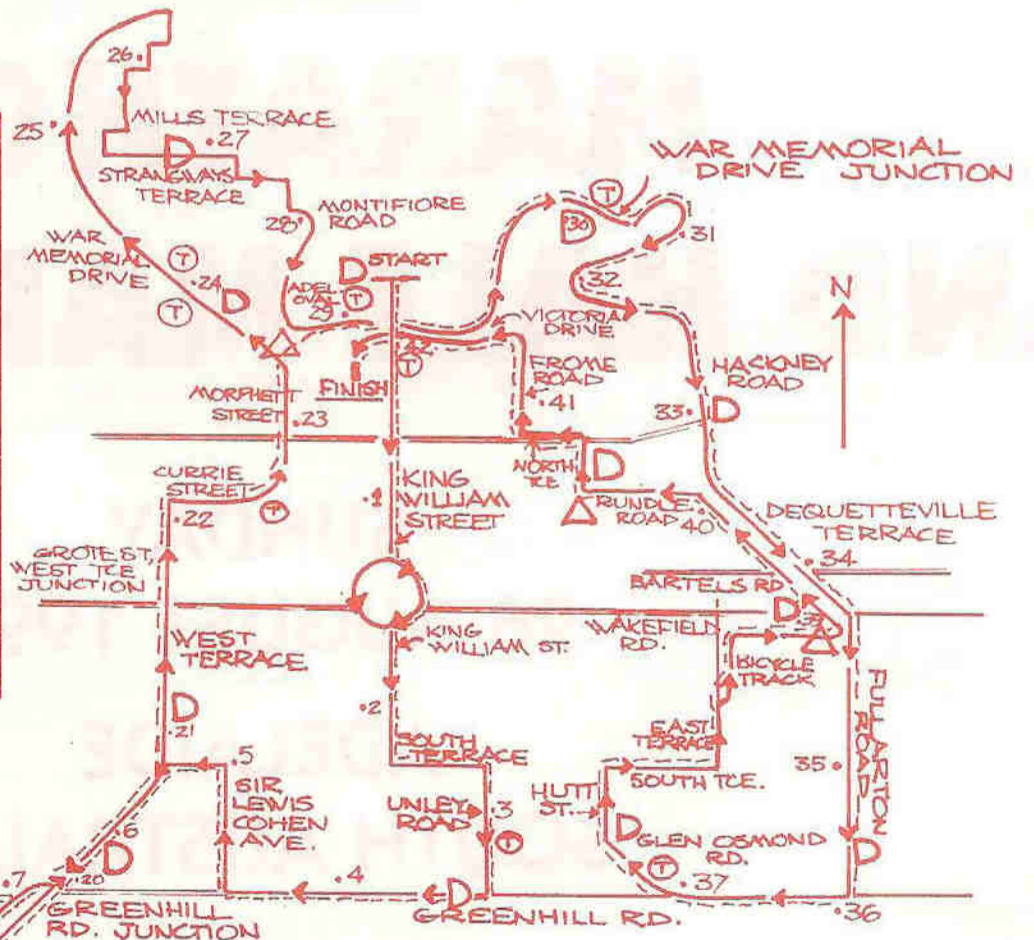 26.
25.
MILLS TERRACE
.27
D
STRANGWAYS
TERRACE
WAR MEMORIAL
DRIVE JUNCTION
T
D30
.31
28.
MONTIFIORE
ROAD
WAR
MEMORIAL
DRIVE
T
.24
D
T
D START
ADEL.
OVAL
29.
T
32.
VICTORIA
DRIVE
N
42
T
FINISH
FROME
ROAD
.41
HACKNEY
ROAD
33.
D
MORPHETT
STREET
.23
NORTH
TCE
D
CURRIE
STREET
T
.22
.1
KING
WILLIAM
STREET
RUNDLE
ROAD
40.
DEQUETTEVILLE
TERRACE
.34
GROTE ST,
WEST TCE
JUNCTION
BARTELS RD
D
39
WEST
TERRACE
KING
WILLIAM ST.
WAKEFIELD
RD.
BICYCLE
TRACK
D
.21
.2
SOUTH
TERRACE
EAST
TERRACE
FULLARTON
ROAD
35.
.5
SOUTH TCE.
SIR
LEWIS
COHEN
AVE.
UNLEY
ROAD
.3
T
HUTT
ST.
D
GLEN OSMOND
RD.
T
.6
D
D
.7
.20
.4
D
.37
.36
GREENHILL
RD. JUNCTION
GREENHILL RD.